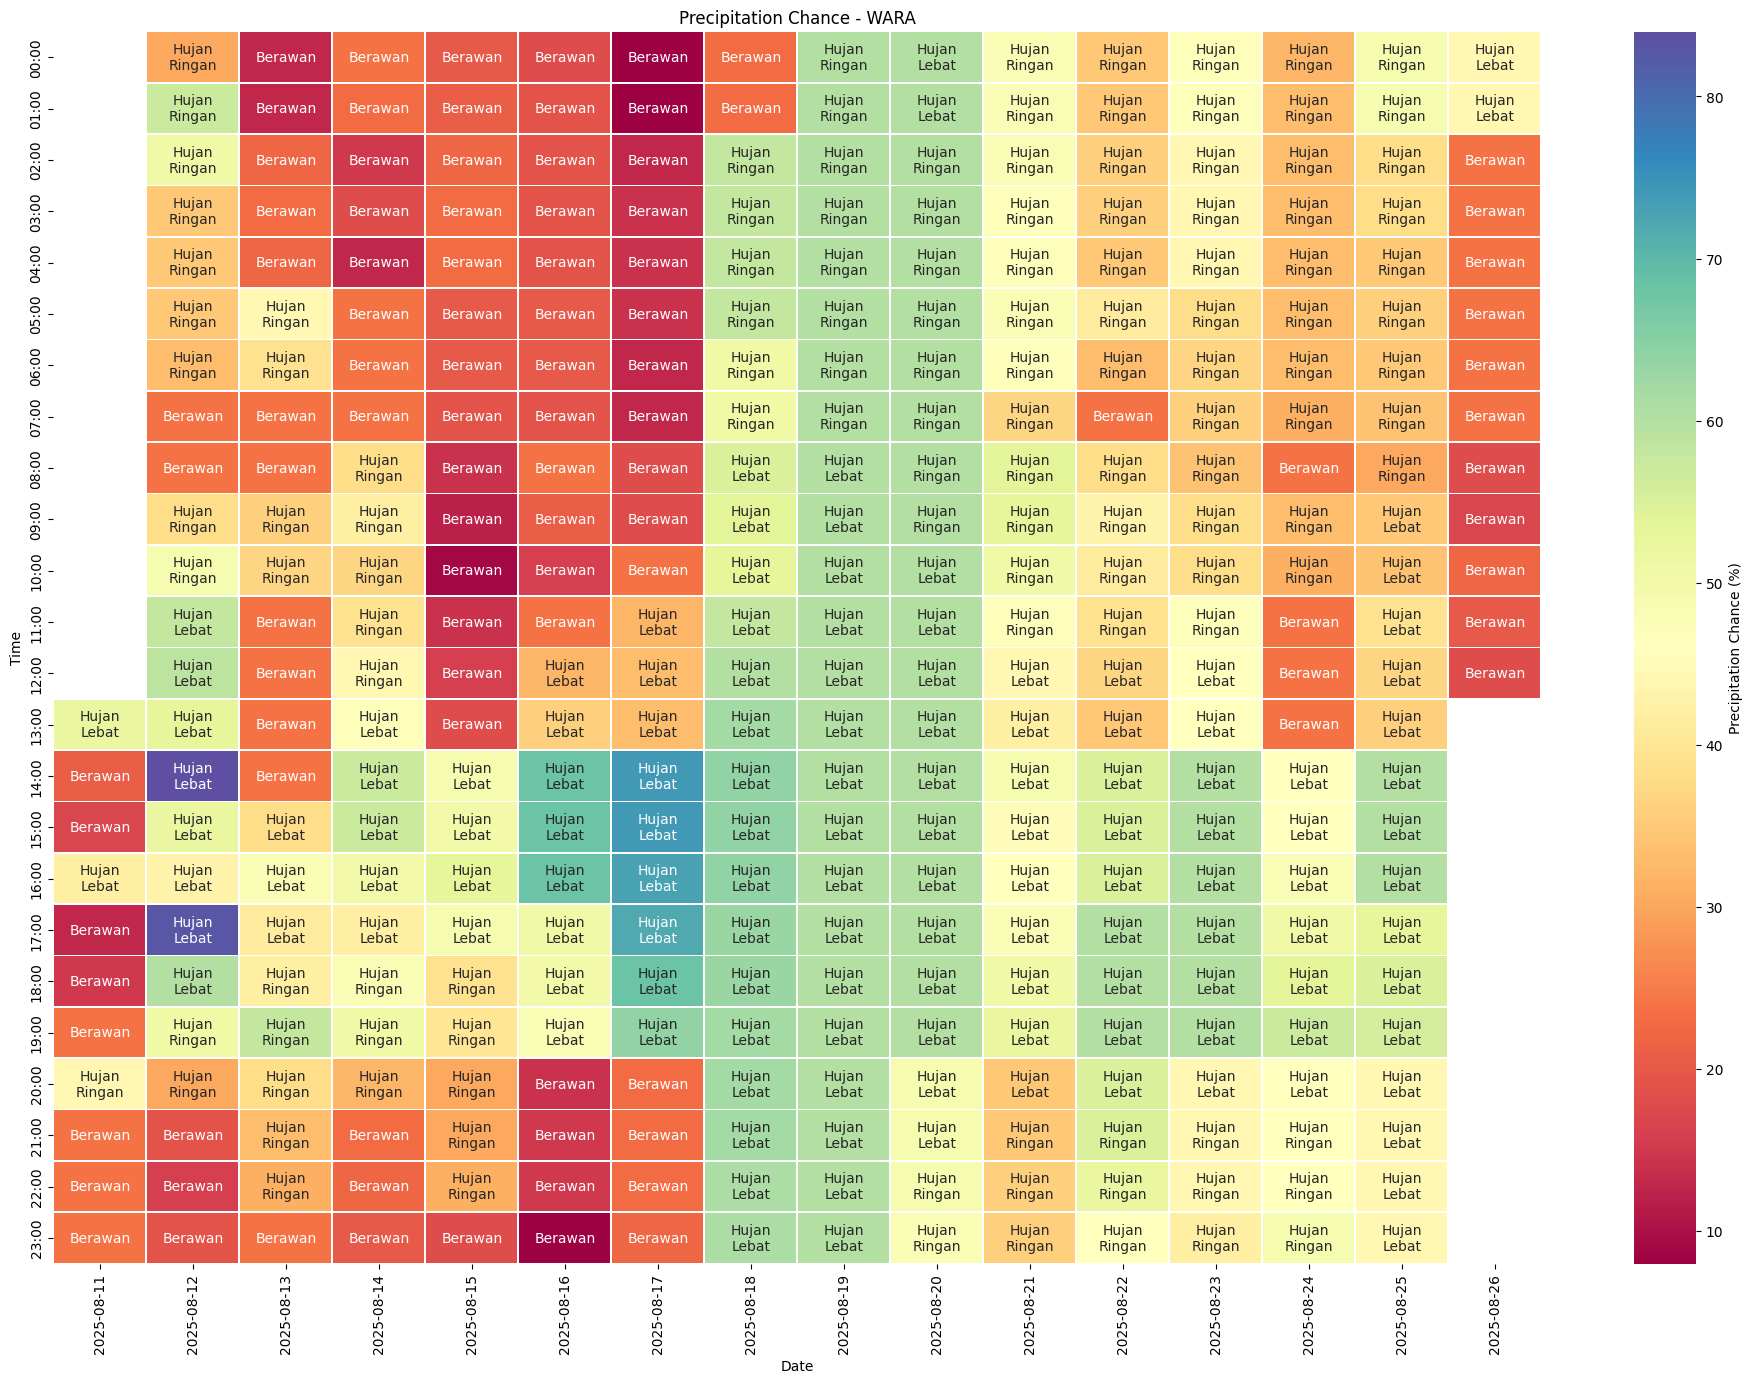 Precipitation Chance - WARA
00:00 Hujan Ringan Berawan Berawan Berawan Berawan Berawan Berawan Hujan Ringan Hujan Lebat Hujan Ringan Hujan Ringan Hujan Ringan Hujan Ringan Hujan Ringan Hujan Lebat
01:00 Hujan Ringan Berawan Berawan Berawan Berawan Berawan Berawan Hujan Ringan Hujan Lebat Hujan Ringan Hujan Ringan Hujan Ringan Hujan Ringan Hujan Ringan Hujan Lebat
02:00 Hujan Ringan Berawan Berawan Berawan Berawan Berawan Hujan Ringan Hujan Ringan Hujan Ringan Hujan Ringan Hujan Ringan Hujan Ringan Hujan Ringan Hujan Ringan Berawan
03:00 Hujan Ringan Berawan Berawan Berawan Berawan Berawan Hujan Ringan Hujan Ringan Hujan Ringan Hujan Ringan Hujan Ringan Hujan Ringan Hujan Ringan Hujan Ringan Berawan
04:00 Hujan Ringan Berawan Berawan Berawan Berawan Berawan Hujan Ringan Hujan Ringan Hujan Ringan Hujan Ringan Hujan Ringan Hujan Ringan Hujan Ringan Hujan Ringan Berawan
05:00 Hujan Ringan Hujan Ringan Berawan Berawan Berawan Berawan Hujan Ringan Hujan Ringan Hujan Ringan Hujan Ringan Hujan Ringan Hujan Ringan Hujan Ringan Hujan Ringan Berawan
06:00 Hujan Ringan Hujan Ringan Berawan Berawan Berawan Berawan Hujan Ringan Hujan Ringan Hujan Ringan Hujan Ringan Hujan Ringan Hujan Ringan Hujan Ringan Hujan Ringan Berawan
07:00 Berawan Berawan Berawan Berawan Berawan Berawan Hujan Ringan Hujan Ringan Hujan Ringan Hujan Ringan Berawan Hujan Ringan Hujan Ringan Hujan Ringan Berawan
08:00 Berawan Berawan Hujan Ringan Berawan Berawan Berawan Hujan Lebat Hujan Lebat Hujan Ringan Hujan Ringan Hujan Ringan Hujan Ringan Berawan Hujan Ringan Berawan
09:00 Hujan Ringan Hujan Ringan Hujan Ringan Berawan Berawan Berawan Hujan Lebat Hujan Lebat Hujan Ringan Hujan Ringan Hujan Ringan Hujan Ringan Hujan Ringan Hujan Lebat Berawan
10:00 Hujan Ringan Hujan Ringan Hujan Ringan Berawan Berawan Berawan Hujan Lebat Hujan Lebat Hujan Lebat Hujan Ringan Hujan Ringan Hujan Ringan Hujan Ringan Hujan Lebat Berawan
11:00 Hujan Lebat Berawan Hujan Ringan Berawan Berawan Hujan Lebat Hujan Lebat Hujan Lebat Hujan Lebat Hujan Ringan Hujan Ringan Hujan Ringan Berawan Hujan Lebat Berawan
12:00 Hujan Lebat Berawan Hujan Ringan Berawan Hujan Lebat Hujan Lebat Hujan Lebat Hujan Lebat Hujan Lebat Hujan Lebat Hujan Lebat Hujan Lebat Berawan Hujan Lebat Berawan
13:00 Hujan Lebat Hujan Lebat Berawan Hujan Lebat Berawan Hujan Lebat Hujan Lebat Hujan Lebat Hujan Lebat Hujan Lebat Hujan Lebat Hujan Lebat Hujan Lebat Berawan Hujan Lebat
14:00 Berawan Hujan Lebat Berawan Hujan Lebat Hujan Lebat Hujan Lebat Hujan Lebat Hujan Lebat Hujan Lebat Hujan Lebat Hujan Lebat Hujan Lebat Hujan Lebat Hujan Lebat Hujan Lebat
15:00 Berawan Hujan Lebat Hujan Lebat Hujan Lebat Hujan Lebat Hujan Lebat Hujan Lebat Hujan Lebat Hujan Lebat Hujan Lebat Hujan Lebat Hujan Lebat Hujan Lebat Hujan Lebat Hujan Lebat
16:00 Hujan Lebat Hujan Lebat Hujan Lebat Hujan Lebat Hujan Lebat Hujan Lebat Hujan Lebat Hujan Lebat Hujan Lebat Hujan Lebat Hujan Lebat Hujan Lebat Hujan Lebat Hujan Lebat Hujan Lebat
17:00 Berawan Hujan Lebat Hujan Lebat Hujan Lebat Hujan Lebat Hujan Lebat Hujan Lebat Hujan Lebat Hujan Lebat Hujan Lebat Hujan Lebat Hujan Lebat Hujan Lebat Hujan Lebat Hujan Lebat
18:00 Berawan Hujan Lebat Hujan Ringan Hujan Ringan Hujan Ringan Hujan Lebat Hujan Lebat Hujan Lebat Hujan Lebat Hujan Lebat Hujan Lebat Hujan Lebat Hujan Lebat Hujan Lebat Hujan Lebat
19:00 Berawan Hujan Ringan Hujan Ringan Hujan Ringan Hujan Ringan Hujan Lebat Hujan Lebat Hujan Lebat Hujan Lebat Hujan Lebat Hujan Lebat Hujan Lebat Hujan Lebat Hujan Lebat Hujan Lebat
20:00 Hujan Ringan Hujan Ringan Hujan Ringan Hujan Ringan Hujan Ringan Berawan Berawan Hujan Lebat Hujan Lebat Hujan Lebat Hujan Lebat Hujan Lebat Hujan Lebat Hujan Lebat Hujan Lebat
21:00 Berawan Berawan Hujan Ringan Berawan Hujan Ringan Berawan Berawan Hujan Lebat Hujan Lebat Hujan Lebat Hujan Ringan Hujan Ringan Hujan Ringan Hujan Ringan Hujan Lebat
22:00 Berawan Berawan Hujan Ringan Berawan Hujan Ringan Berawan Berawan Hujan Lebat Hujan Lebat Hujan Ringan Hujan Ringan Hujan Ringan Hujan Ringan Hujan Ringan Hujan Lebat
23:00 Berawan Berawan Berawan Berawan Berawan Berawan Berawan Hujan Lebat Hujan Lebat Hujan Ringan Hujan Ringan Hujan Ringan Hujan Ringan Hujan Ringan Hujan Lebat
Time
2025-08-11 2025-08-12 2025-08-13 2025-08-14 2025-08-15 2025-08-16 2025-08-17 2025-08-18 2025-08-19 2025-08-20 2025-08-21 2025-08-22 2025-08-23 2025-08-24 2025-08-25 2025-08-26
Date
80
70
60
50
40
30
20
10
Precipitation Chance (%)